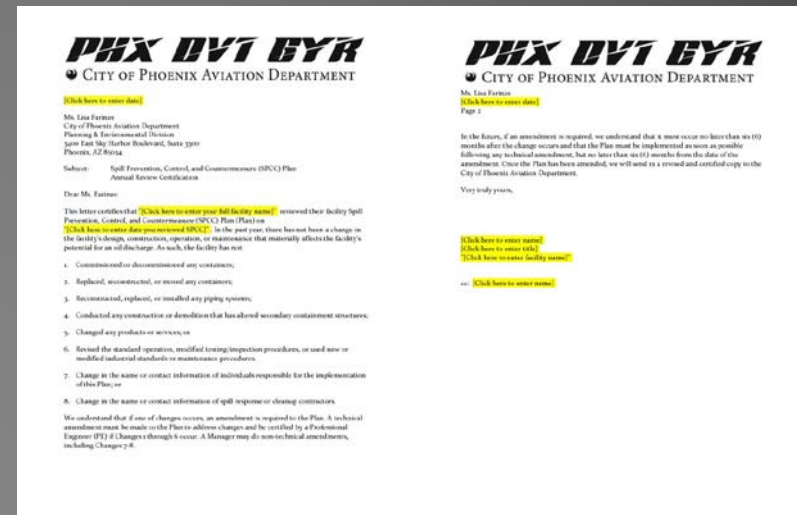 PHX DVT GYR
CITY OF PHOENIX AVIATION DEPARTMENT
[Click here to enter date]
Ms. Lisa Farinas
City of Phoenix Aviation Department
Planning & Environmental Division
3400 East Sky Harbor Boulevard, Suite 3300
Phoenix, AZ 85034
Subject: Spill Prevention, Control, and Countermeasure (SPCC) Plan
Annual Review Certification
Dear Ms. Farinas:
This letter certifies that "[Click here to enter your full facility name]" reviewed their facility Spill
Prevention, Control, and Countermeasure (SPCC) Plan (Plan) on
"[Click here to enter date you reviewed SPCC]". In the past year, there has not been a change in
the facility's design, construction, operation, or maintenance that materially affects the facility's
potential for an oil discharge. As such, the facility has not:
1. Commissioned or decommissioned any containers;
2. Replaced, reconstructed, or moved any containers;
3. Reconstructed, replaced, or installed any piping systems;
4. Conducted any construction or demolition that has altered secondary containment structures;
5. Changed any products or services; or
6. Revised the standard operation, modified testing/inspection procedures, or used new or
modified industrial standards or maintenance procedures.
7. Change in the name or contact information of individuals responsible for the implementation
of this Plan; or
8. Change in the name or contact information of spill response or cleanup contractors.
We understand that if one of changes occurs, an amendment is required to the Plan. A technical
amendment must be made to the Plan to address changes and be certified by a Professional
Engineer (PE) if Changes 1 through 6 occur. A Manager may do non-technical amendments,
including Changes 7-8.
PHX DVT GYR
CITY OF PHOENIX AVIATION DEPARTMENT
Ms. Lisa Farinas
[Click here to enter date]
Page 2
In the future, if an amendment is required, we understand that it must occur no later than six (6)
months after the change occurs and that the Plan must be implemented as soon as possible
following any technical amendment, but no later than six (6) months from the date of the
amendment. Once the Plan has been amended, we will send in a revised and certified copy to the
City of Phoenix Aviation Department.
Very truly yours,
[Click here to enter name]
[Click here to enter title]
"[Click here to enter facility name]"
cc: [Click here to enter name]